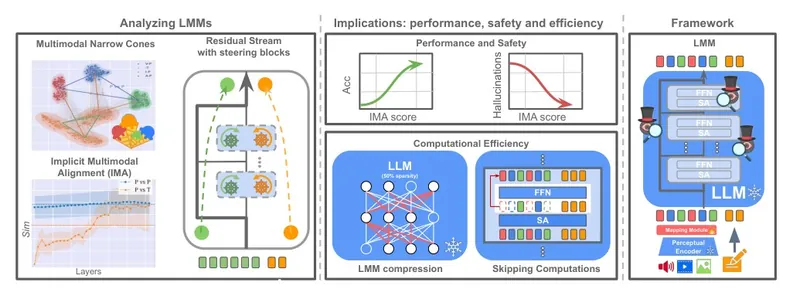 Analyzing LMMs
Multimodal Narrow Cones
Implicit Multimodal
Alignment (IMA)
P vs P
P vs T
Sim
Layers
Residual Stream
with steering blocks
Implications: performance, safety and efficiency
Performance and Safety
Acc
IMA score
Hallucinations
IMA score
Computational Efficiency
LLM
(50% sparsity)
LMM compression
FFN
SA
Skipping Computations
Framework
LMM
FFN
SA
FFN
SA
FFN
SA
LLM
Mapping Module
Perceptual
Encoder